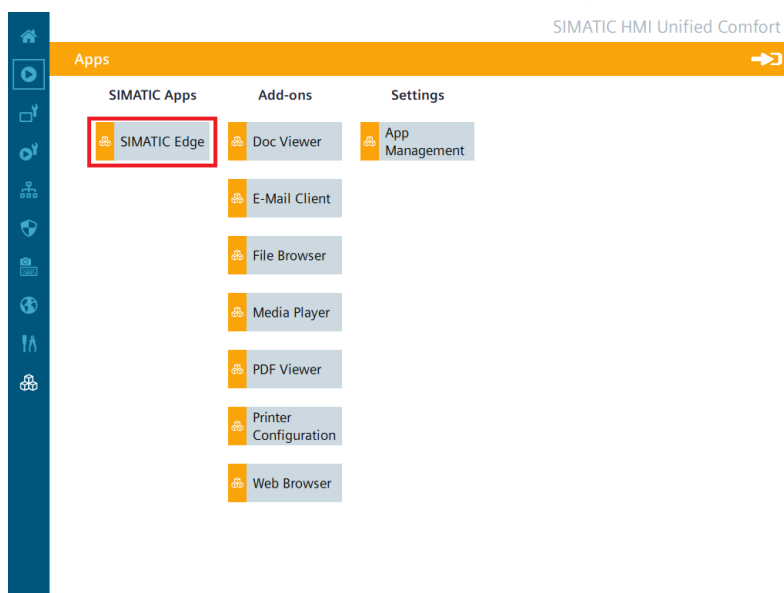 SIMATIC HMI Unified Comfort
Apps
SIMATIC Apps
Add-ons
Settings
SIMATIC Edge
Doc Viewer
App
Management
E-Mail Client
File Browser
Media Player
PDF Viewer
Printer
Configuration
Web Browser